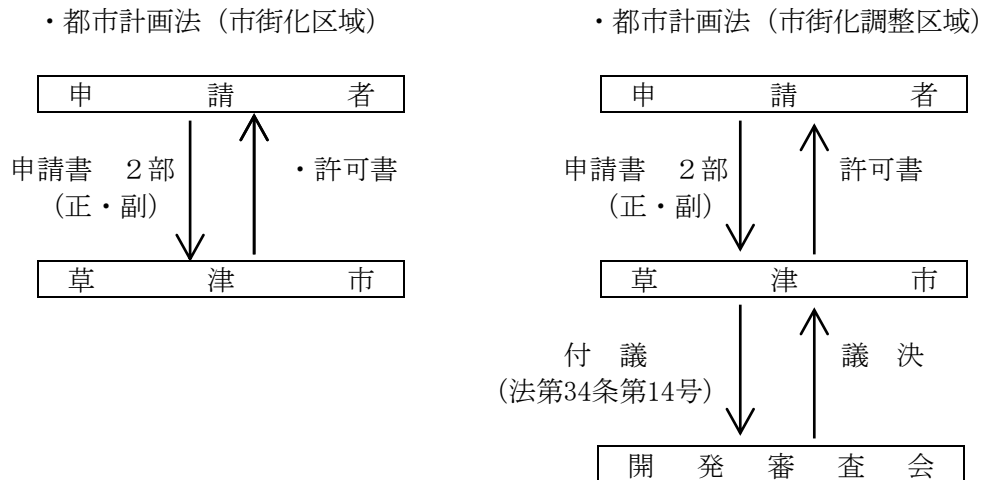 ・都市計画法（市街化区域）
申　請　者
申請書　２部
（正・副）
・許可書
草　津　市
・都市計画法（市街化調整区域）
申　請　者
申請書　２部
（正・副）
許可書
草　津　市
付　議
（法第34条第14号）
議　決
開　発　審　査　会